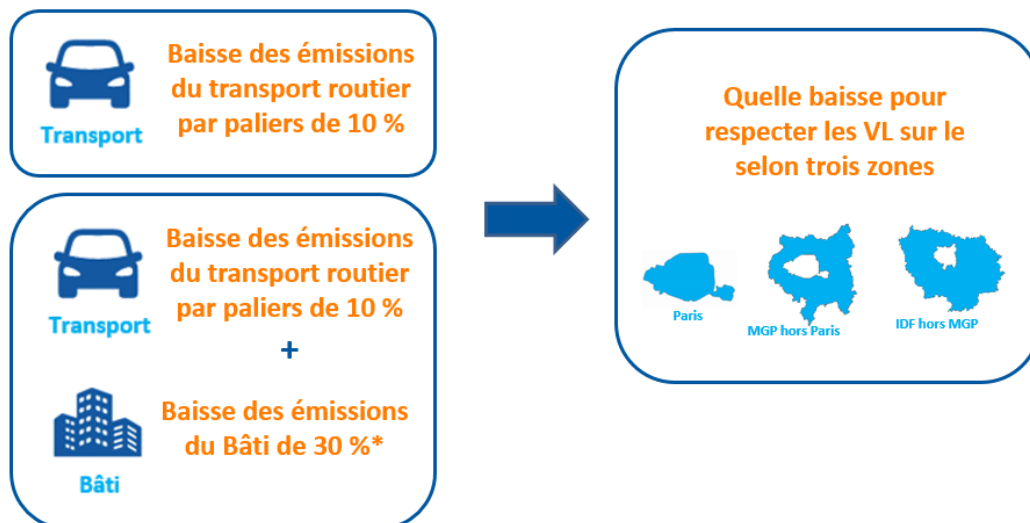 Baisse des émissions
du transport routier
par paliers de 10 %
Transport
Baisse des émissions
du transport routier
par paliers de 10 %
Transport
+
Baisse des émissions
du Bâti de 30 %*
Bâti
Quelle baisse pour
respecter les VL sur le
selon trois zones
Paris
MGP hors Paris
IDF hors MGP